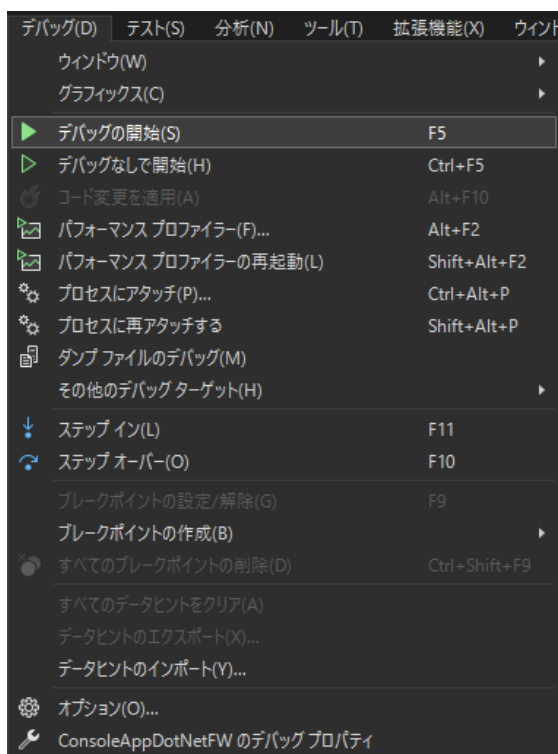 デバッグ(D) テスト(S) 分析(N) ツール(T) 拡張機能(X) ウィント
ウィンドウ(W)
グラフィックス(C)
デバッグの開始(S) F5
デバッグなしで開始(H) Ctrl+F5
コード変更を適用(A) Alt+F10
パフォーマンス プロファイラー(F)... Alt+F2
パフォーマンス プロファイラーの再起動(L) Shift+Alt+F2
プロセスにアタッチ(P)... Ctrl+Alt+P
プロセスに再アタッチする Shift+Alt+P
ダンプ ファイルのデバッグ(M)
その他のデバッグ ターゲット(H)
ステップ イン(L) F11
ステップ オーバー(O) F10
ブレークポイントの設定/解除(G) F9
ブレークポイントの作成(B)
すべてのブレークポイントの削除(D) Ctrl+Shift+F9
すべてのデータヒントをクリア(A)
データヒントのエクスポート(X)...
データヒントのインポート(Y)...
オプション(O)...
ConsoleAppDotNetFW のデバッグ プロパティ